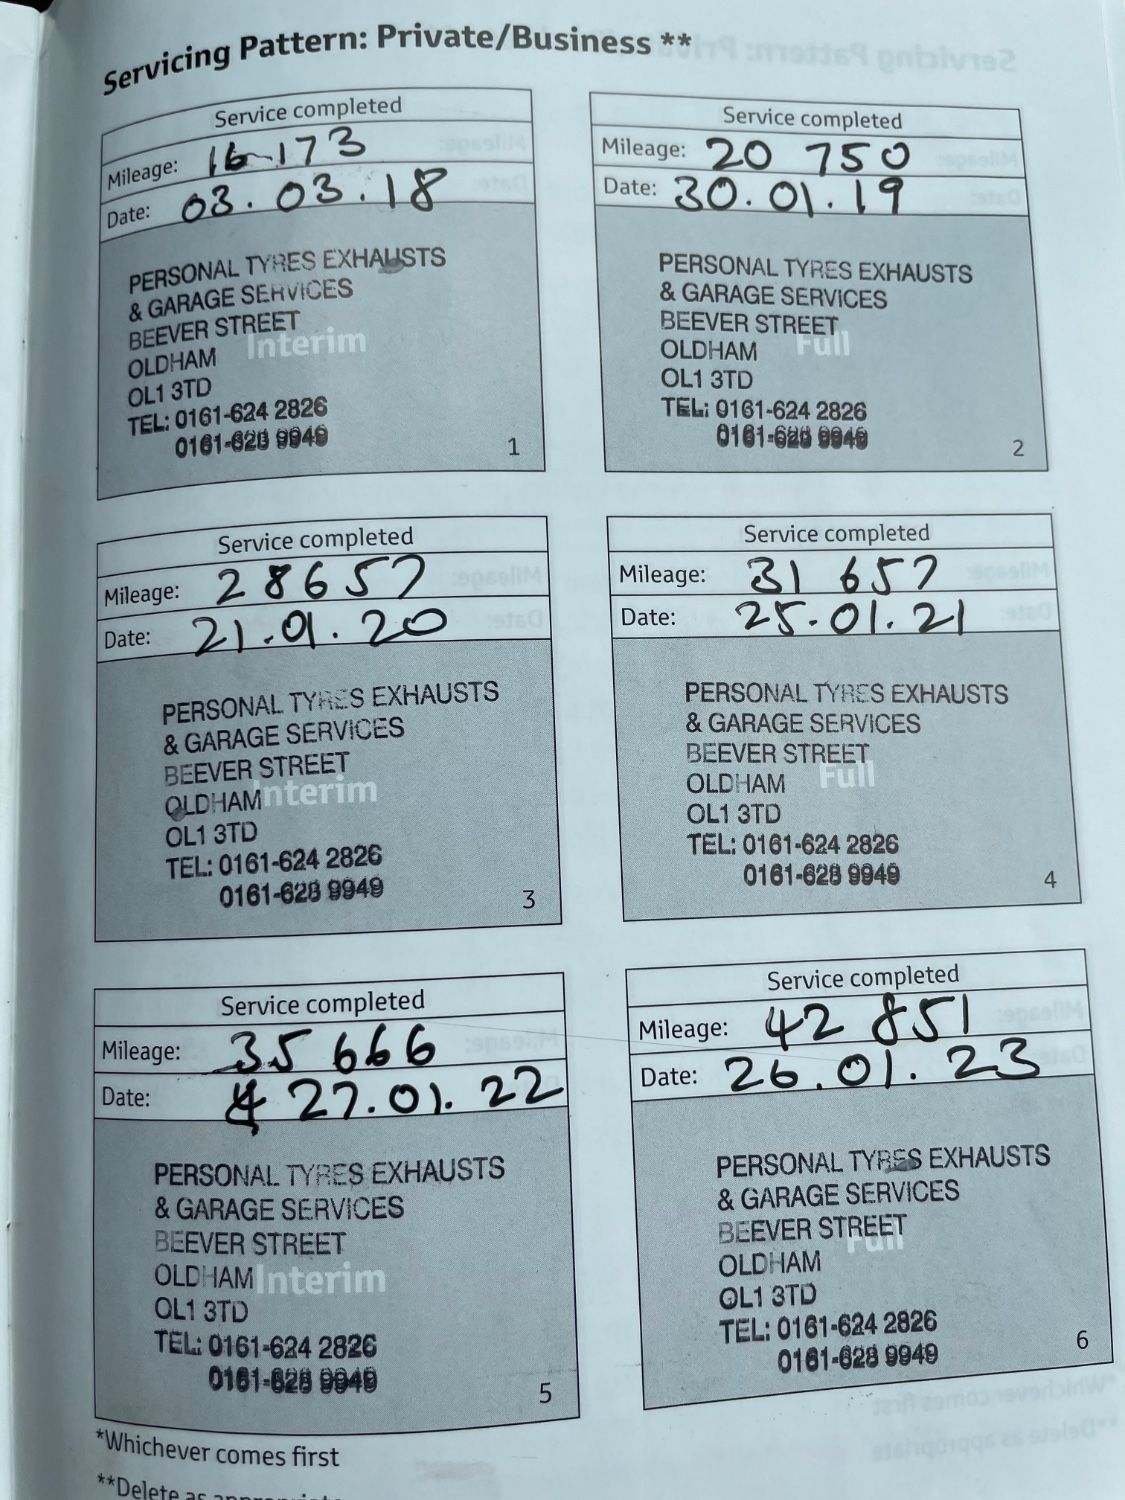 Servicing Pattern: Private/Business **
Service completed
Mileage: 16 173
Date: 03.03.18
PERSONAL TYRES EXHAUSTS
& GARAGE SERVICES
BEEVER STREET
Interim
OLDHAM
OL1 3TD
TEL: 0161-624 2826
0161-628 9949
1
Service completed
Mileage: 20 750
Date: 30.01.19
PERSONAL TYRES EXHAUSTS
& GARAGE SERVICES
BEEVER STREET
Full
OLDHAM
OL1 3TD
TEL: 0161-624 2826
0161-628 9949
2
Service completed
Mileage: 28657
Date: 21.01.20
PERSONAL TYRES EXHAUSTS
& GARAGE SERVICES
BEEVER STREET
Interim
OLDHAM
OL1 3TD
TEL: 0161-624 2826
0161-628 9949
3
Service completed
Mileage: 31 657
Date: 25.01.21
PERSONAL TYRES EXHAUSTS
& GARAGE SERVICES
BEEVER STREET
Full
OLDHAM
OL1 3TD
TEL: 0161-624 2826
0161-628 9949
4
Service completed
Mileage: 35 666
Date: 27.01.22
PERSONAL TYRES EXHAUSTS
& GARAGE SERVICES
BEEVER STREET
OLDHAM
Interim
OL1 3TD
TEL: 0161-624 2826
0161-628 9949
5
Service completed
Mileage: 42 851
Date: 26.01.23
PERSONAL TYRES EXHAUSTS
& GARAGE SERVICES
BEEVER STREET
Full
OLDHAM
OL1 3TD
TEL: 0161-624 2826
0161-628 9949
6
*Whichever comes first
**Delete as appropriate